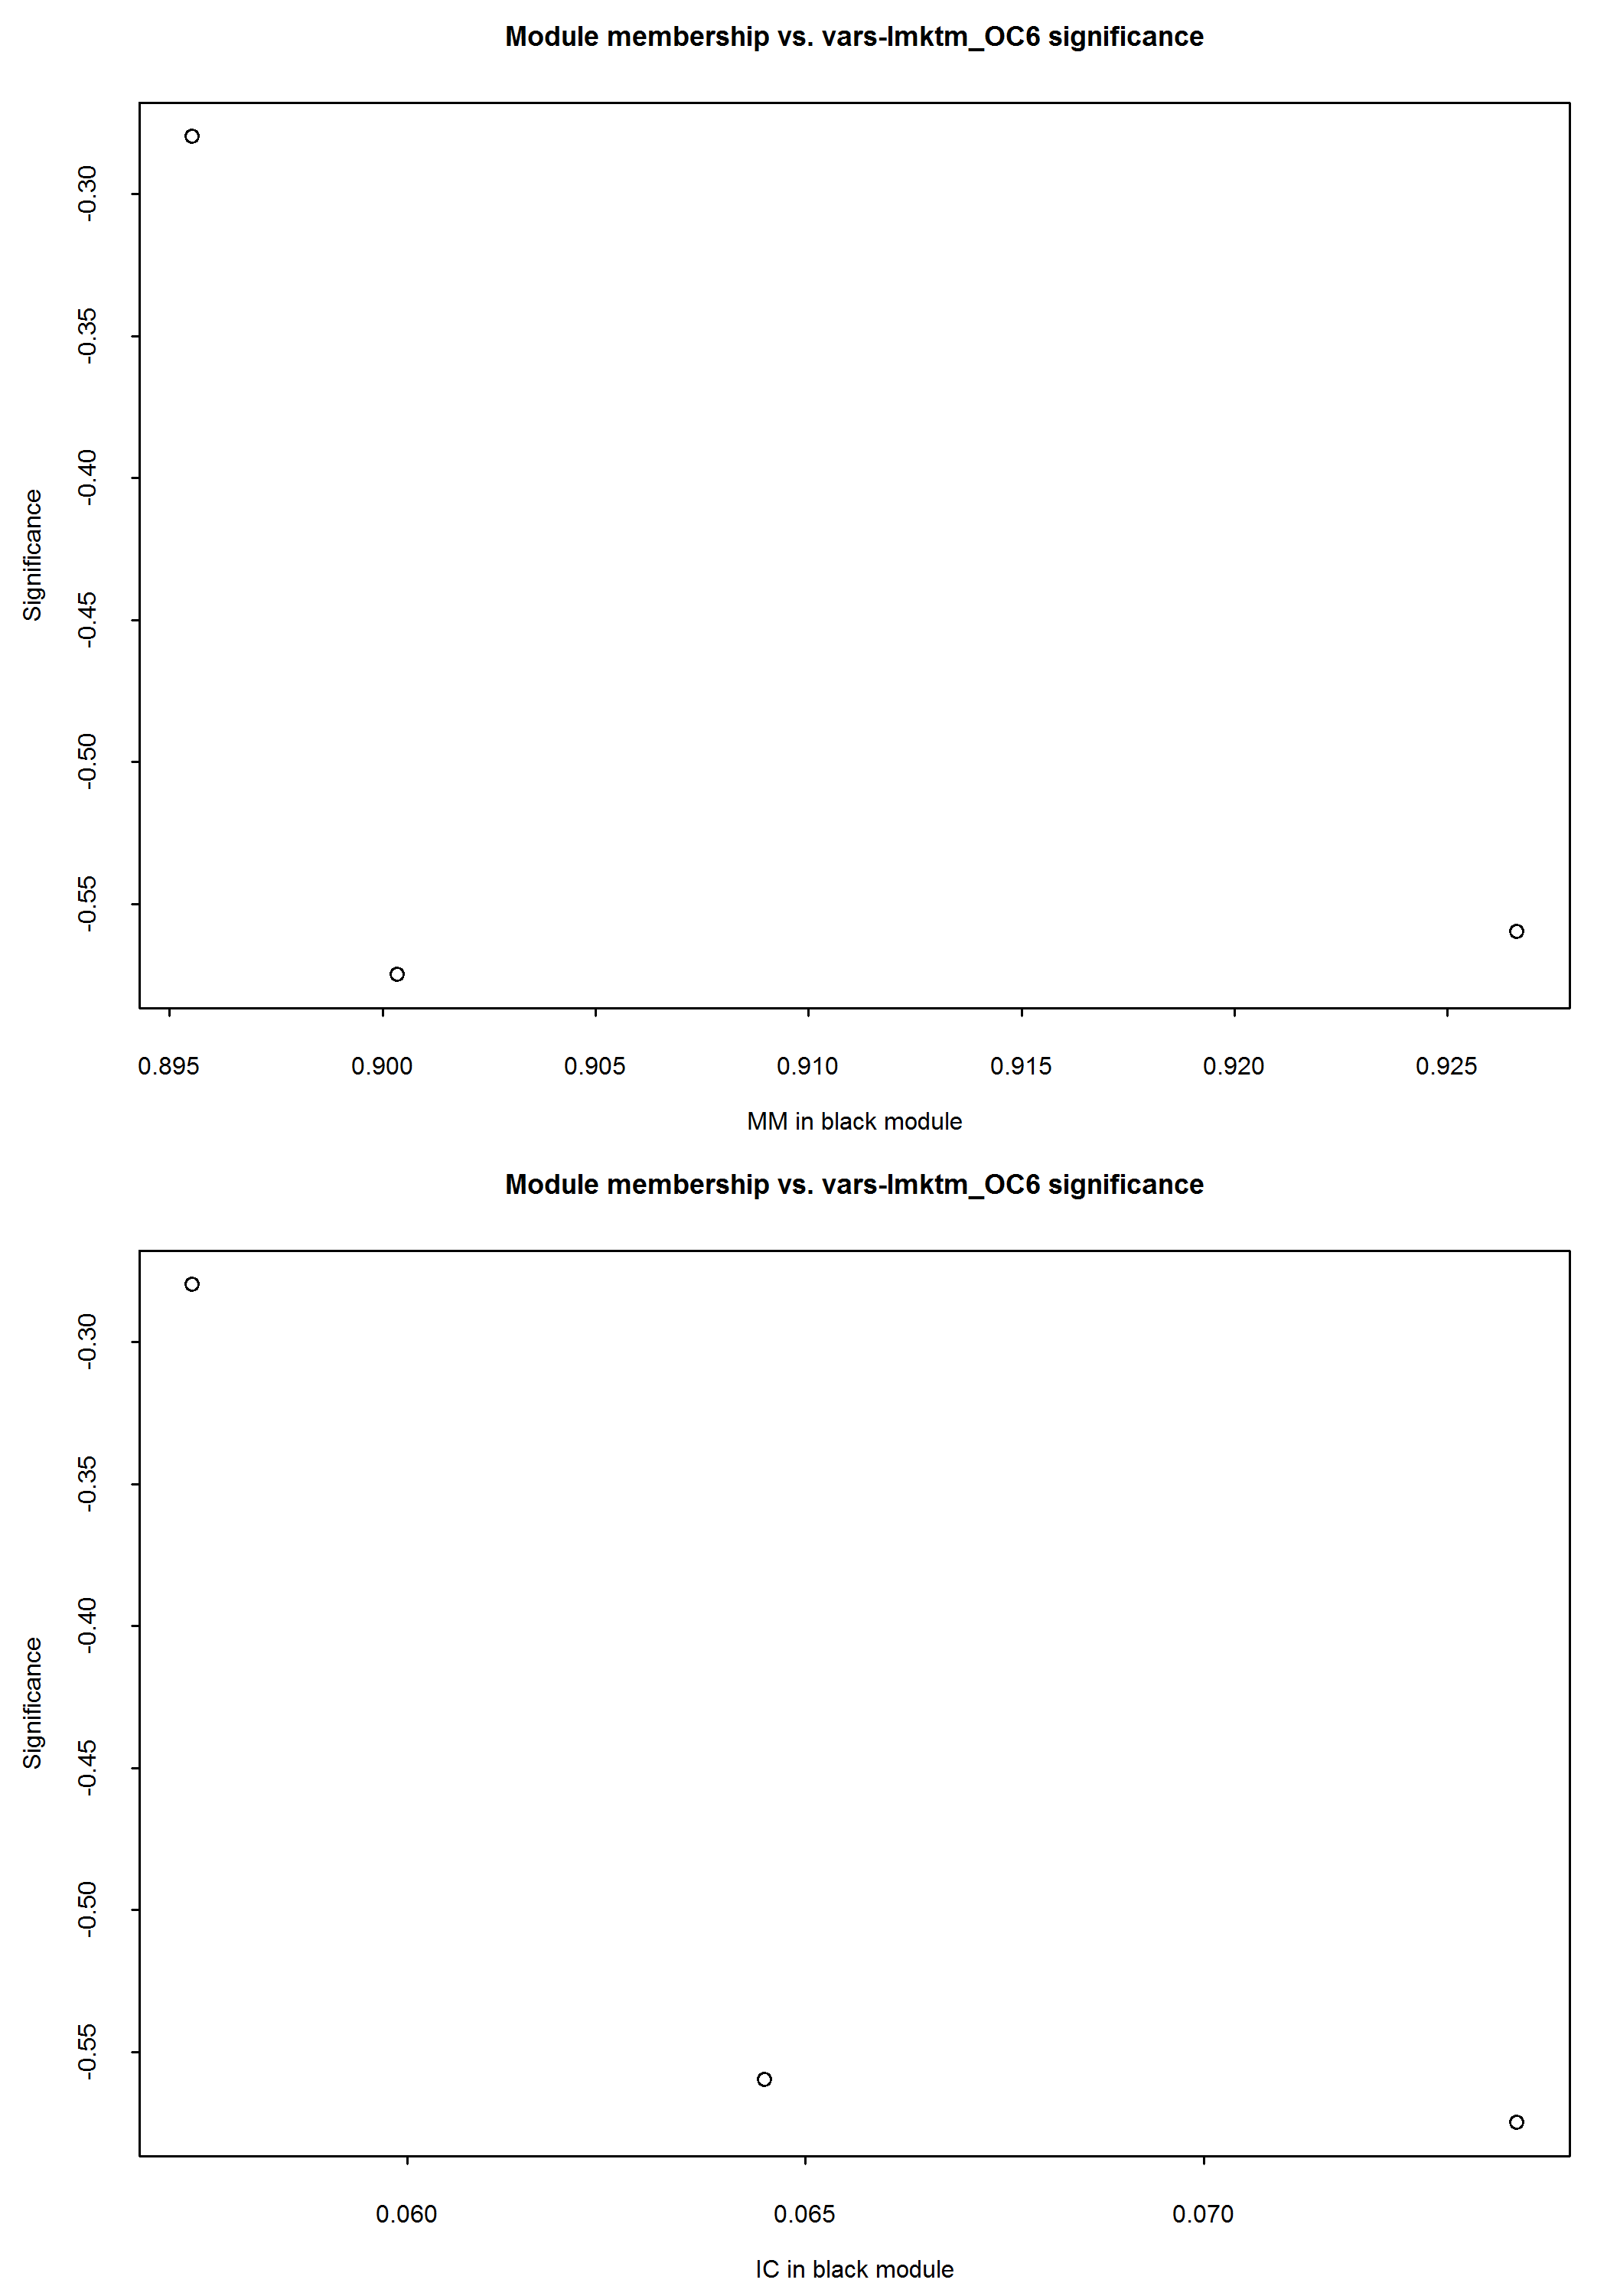 Module membership vs. vars-lmktm_OC6 significance
Significance
-0.30
-0.35
-0.40
-0.45
-0.50
-0.55
0.895 0.900 0.905 0.910 0.915 0.920 0.925
MM in black module
Module membership vs. vars-lmktm_OC6 significance
Significance
-0.30
-0.35
-0.40
-0.45
-0.50
-0.55
0.060 0.065 0.070
IC in black module